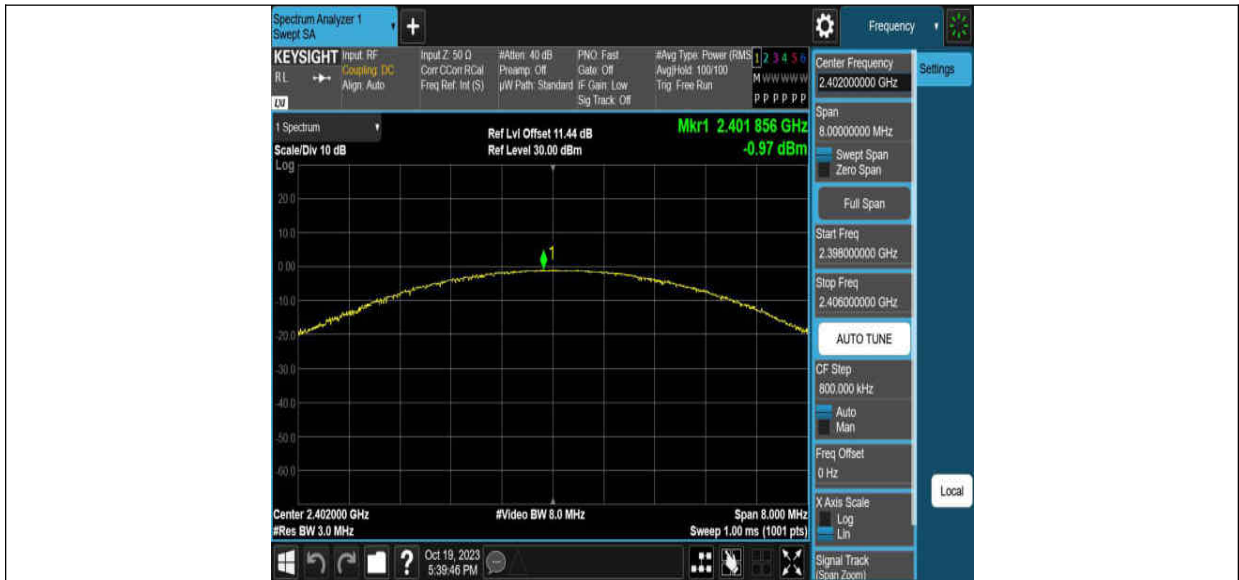 Spectrum Analyzer 1
Swept SA
+
Frequency
KEYSIGHT
Input: RF
Coupling: DC
Align: Auto
Input Z: 50 Ω
Corr CCorr RCal
Freq Ref: Int (S)
#Atten: 40 dB
Preamp: Off
µW Path: Standard
PNO: Fast
Gate: Off
IF Gain: Low
Sig Track: Off
#Avg Type: Power (RMS
Avg|Hold: 100/100
Trig: Free Run
1 2 3 4 5 6
M W W W W W
P P P P P P
RL
LXI
1 Spectrum
Scale/Div 10 dB
Ref Lvl Offset 11.44 dB
Ref Level 30.00 dBm
Mkr1 2.401 856 GHz
-0.97 dBm
Log
20.0
10.0
0.00
-10.0
-20.0
-30.0
-40.0
-50.0
-60.0
1
Center 2.402000 GHz
#Res BW 3.0 MHz
#Video BW 8.0 MHz
Span 8.000 MHz
Sweep 1.00 ms (1001 pts)
?
Oct 19, 2023
5:39:46 PM
Center Frequency
2.402000000 GHz
Span
8.00000000 MHz
Swept Span
Zero Span
Full Span
Start Freq
2.398000000 GHz
Stop Freq
2.406000000 GHz
AUTO TUNE
CF Step
800.000 kHz
Auto
Man
Freq Offset
0 Hz
X Axis Scale
Log
Lin
Signal Track
(Span Zoom)
Settings
Local